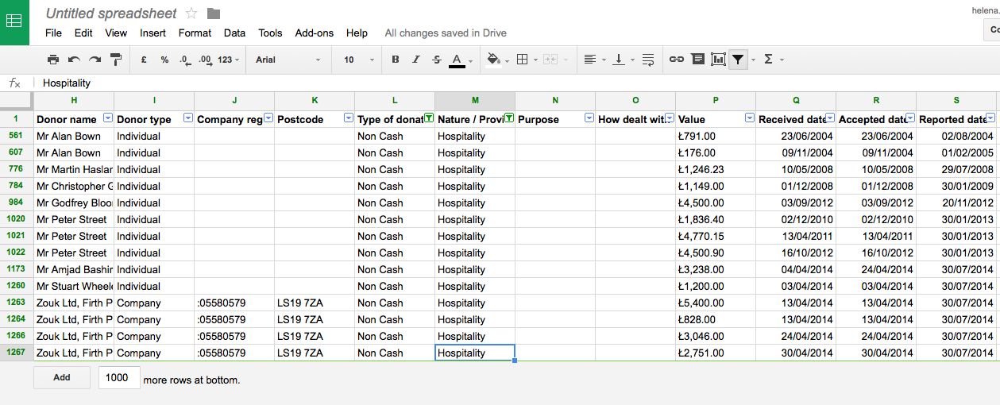 Untitled spreadsheet
helena.
File Edit View Insert Format Data Tools Add-ons Help All changes saved in Drive
£ % .0 .00 123 Arial 10 B I S A Σ
fx Hospitality
H I J K L M N O P Q R S
1 Donor name Donor type Company reg Postcode Type of donat Nature / Provi Purpose How dealt wit Value Received date Accepted date Reported date
561 Mr Alan Bown Individual Non Cash Hospitality Ł791.00 23/06/2004 23/06/2004 02/08/2004
607 Mr Alan Bown Individual Non Cash Hospitality Ł176.00 09/11/2004 09/11/2004 01/02/2005
776 Mr Martin Haslar Individual Non Cash Hospitality Ł1,246.23 10/05/2008 10/05/2008 29/07/2008
784 Mr Christopher G Individual Non Cash Hospitality Ł1,149.00 01/12/2008 01/12/2008 30/01/2009
984 Mr Godfrey Bloo Individual Non Cash Hospitality Ł4,500.00 03/09/2012 03/09/2012 20/11/2012
1020 Mr Peter Street Individual Non Cash Hospitality Ł1,836.40 02/12/2010 02/12/2010 30/01/2013
1021 Mr Peter Street Individual Non Cash Hospitality Ł4,770.15 13/04/2011 13/04/2011 30/01/2013
1022 Mr Peter Street Individual Non Cash Hospitality Ł4,500.90 16/10/2012 16/10/2012 30/01/2013
1173 Mr Amjad Bashir Individual Non Cash Hospitality Ł3,238.00 04/04/2014 24/04/2014 30/07/2014
1260 Mr Stuart Wheele Individual Non Cash Hospitality Ł1,200.00 03/04/2014 03/04/2014 30/07/2014
1263 Zouk Ltd, Firth P Company :05580579 LS19 7ZA Non Cash Hospitality Ł5,400.00 13/04/2014 13/04/2014 30/07/2014
1264 Zouk Ltd, Firth P Company :05580579 LS19 7ZA Non Cash Hospitality Ł828.00 13/04/2014 13/04/2014 30/07/2014
1266 Zouk Ltd, Firth P Company :05580579 LS19 7ZA Non Cash Hospitality Ł3,046.00 24/04/2014 24/04/2014 30/07/2014
1267 Zouk Ltd, Firth P Company :05580579 LS19 7ZA Non Cash Hospitality Ł2,751.00 30/04/2014 30/04/2014 30/07/2014
Add 1000 more rows at bottom.